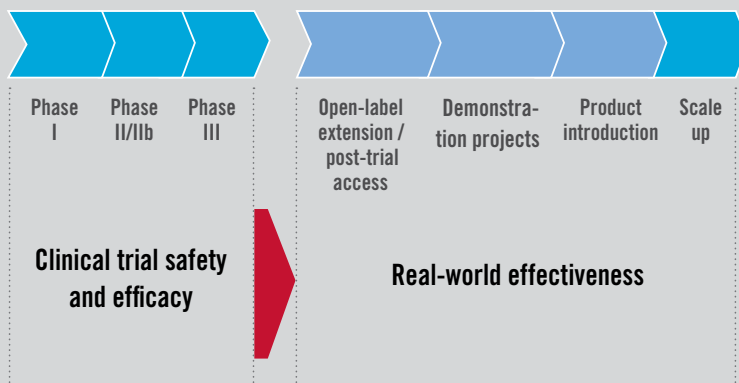 Phase
I
Phase
II/IIb
Phase
III
Open-label
extension /
post-trial
access
Demonstra-
tion projects
Product
introduction
Scale
up
Clinical trial safety
and efficacy
Real-world effectiveness